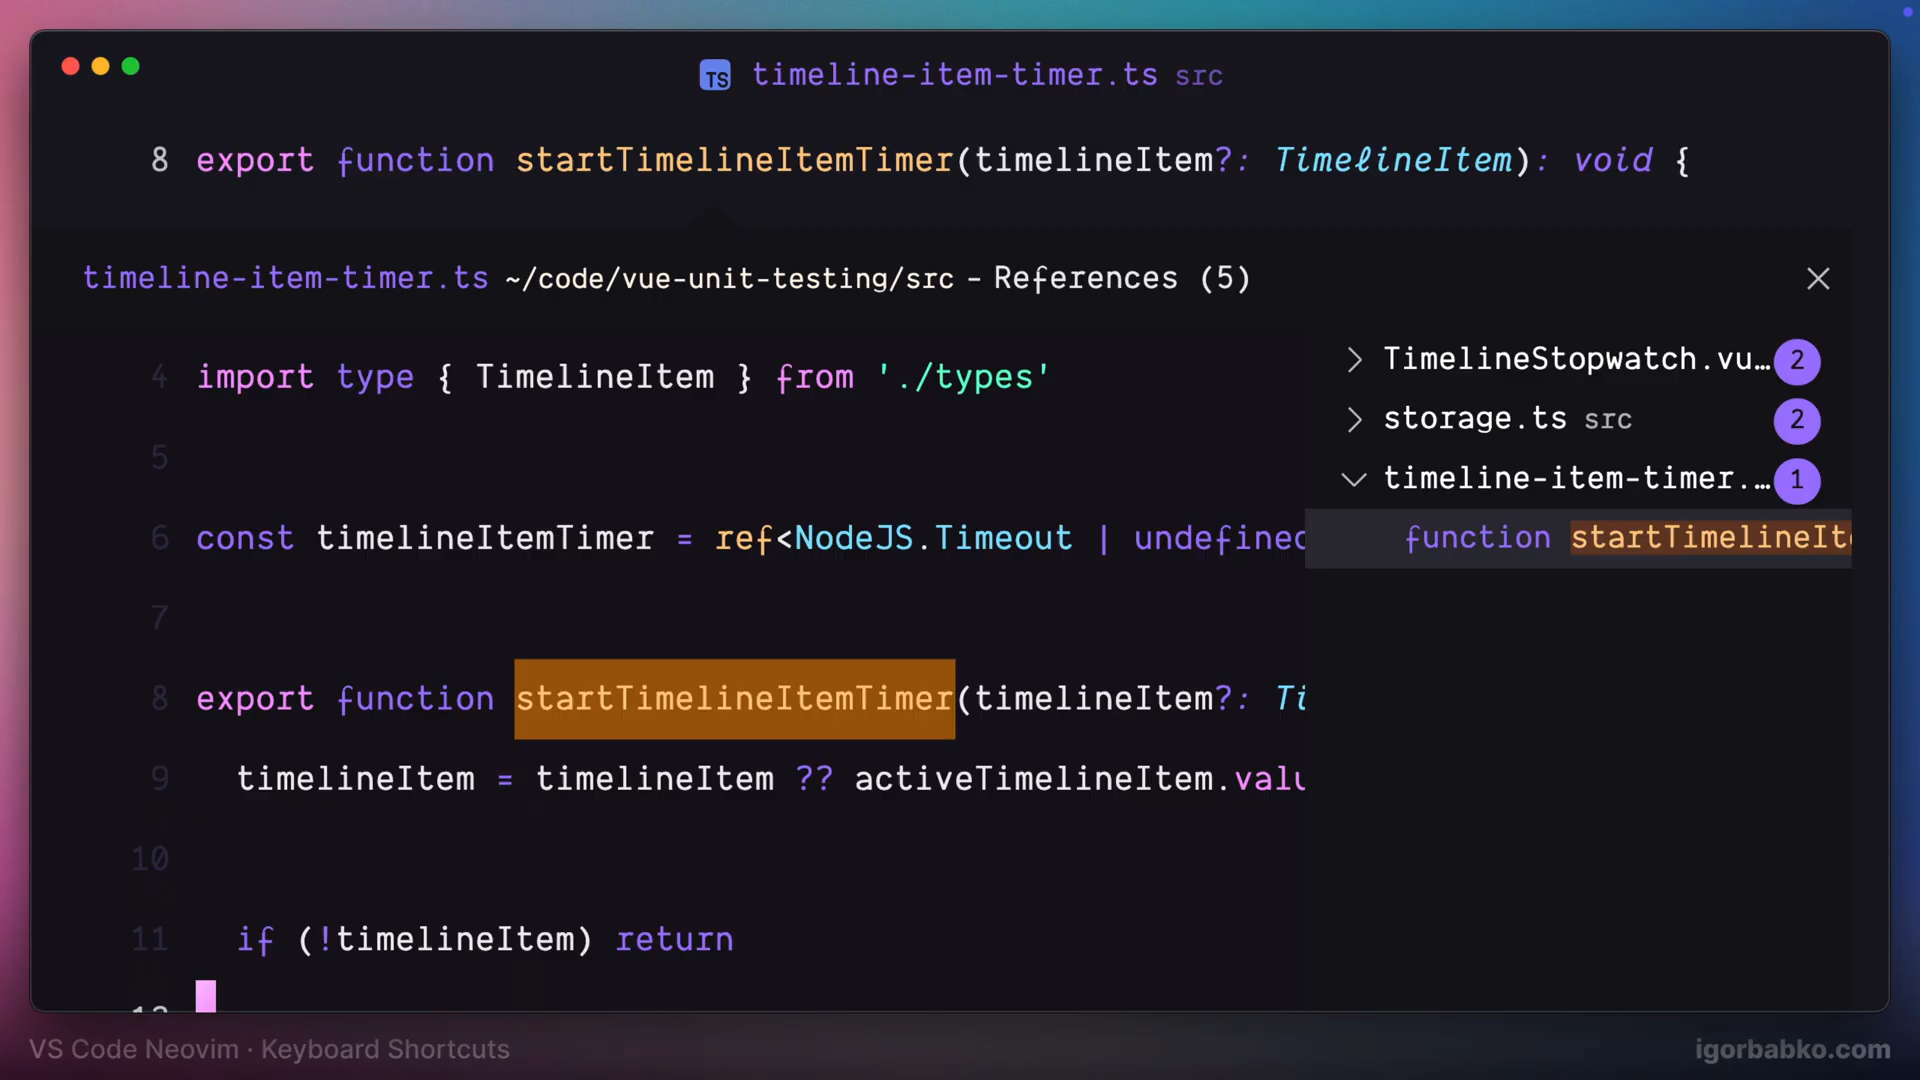 TS timeline-item-timer.ts src
8 export function startTimelineItemTimer(timelineItem?: TimelineItem): void {
timeline-item-timer.ts ~/code/vue-unit-testing/src – References (5)
4 import type { TimelineItem } from './types'
5
6 const timelineItemTimer = ref<NodeJS.Timeout | undefined
7
8 export function startTimelineItemTimer(timelineItem?: Ti
9 timelineItem = timelineItem ?? activeTimelineItem.valu
10
11 if (!timelineItem) return
TimelineStopwatch.vu… 2
storage.ts src 2
timeline-item-timer.… 1
function startTimelineIte
VS Code Neovim · Keyboard Shortcuts
igorbabko.com